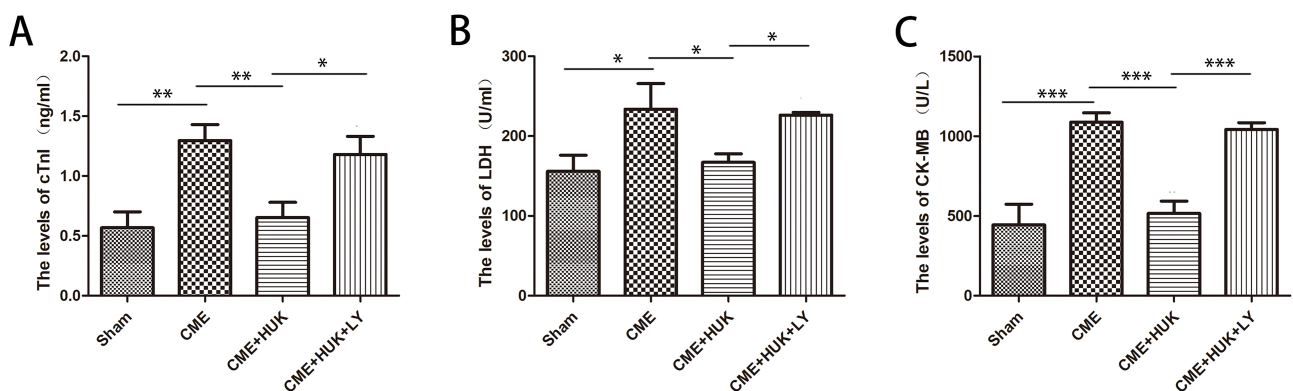 A
The levels of cTnI（ng/ml）
2.0
1.5
1.0
0.5
0.0
**
**
*
Sham
CME
CME+HUK
CME+HUK+LY
B
The levels of LDH（U/ml）
300
200
100
0
*
*
*
Sham
CME
CME+HUK
CME+HUK+LY
C
The levels of CK-MB（U/L）
1500
1000
500
0
***
***
***
Sham
CME
CME+HUK
CME+HUK+LY